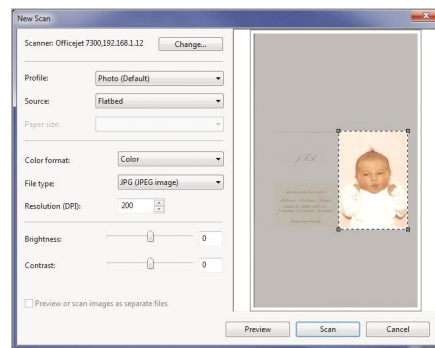 New Scan
Scanner: Officejet 7300,192.168.1.12
Change...
Profile:
Photo (Default)
Source:
Flatbed
Paper size:
Color format:
Color
File type:
JPG (JPEG image)
Resolution (DPI):
200
Brightness:
0
Contrast:
0
Preview or scan images as separate files
Preview
Scan
Cancel